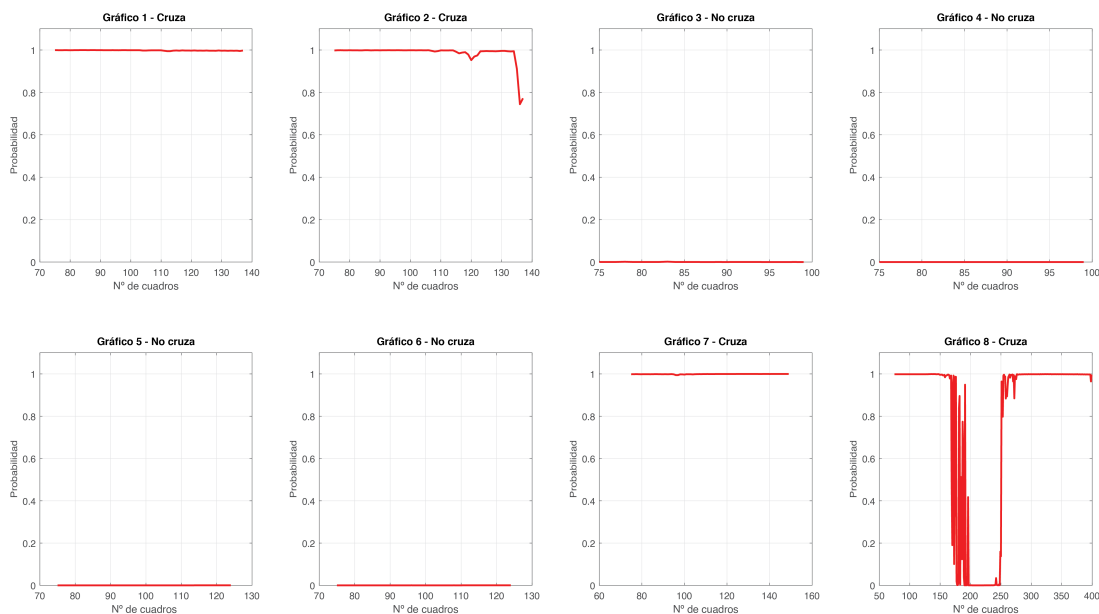 Gráfico 1 - Cruza
Probabilidad
1
0.8
0.6
0.4
0.2
0
70 80 90 100 110 120 130 140
Nº de cuadros
Gráfico 2 - Cruza
Probabilidad
1
0.8
0.6
0.4
0.2
0
70 80 90 100 110 120 130 140
Nº de cuadros
Gráfico 3 - No cruza
Probabilidad
1
0.8
0.6
0.4
0.2
0
75 80 85 90 95 100
Nº de cuadros
Gráfico 4 - No cruza
Probabilidad
1
0.8
0.6
0.4
0.2
0
75 80 85 90 95 100
Nº de cuadros
Gráfico 5 - No cruza
Probabilidad
1
0.8
0.6
0.4
0.2
0
70 80 90 100 110 120 130
Nº de cuadros
Gráfico 6 - No cruza
Probabilidad
1
0.8
0.6
0.4
0.2
0
70 80 90 100 110 120 130
Nº de cuadros
Gráfico 7 - Cruza
Probabilidad
1
0.8
0.6
0.4
0.2
0
60 80 100 120 140 160
Nº de cuadros
Gráfico 8 - Cruza
Probabilidad
1
0.8
0.6
0.4
0.2
0
50 100 150 200 250 300 350 400
Nº de cuadros